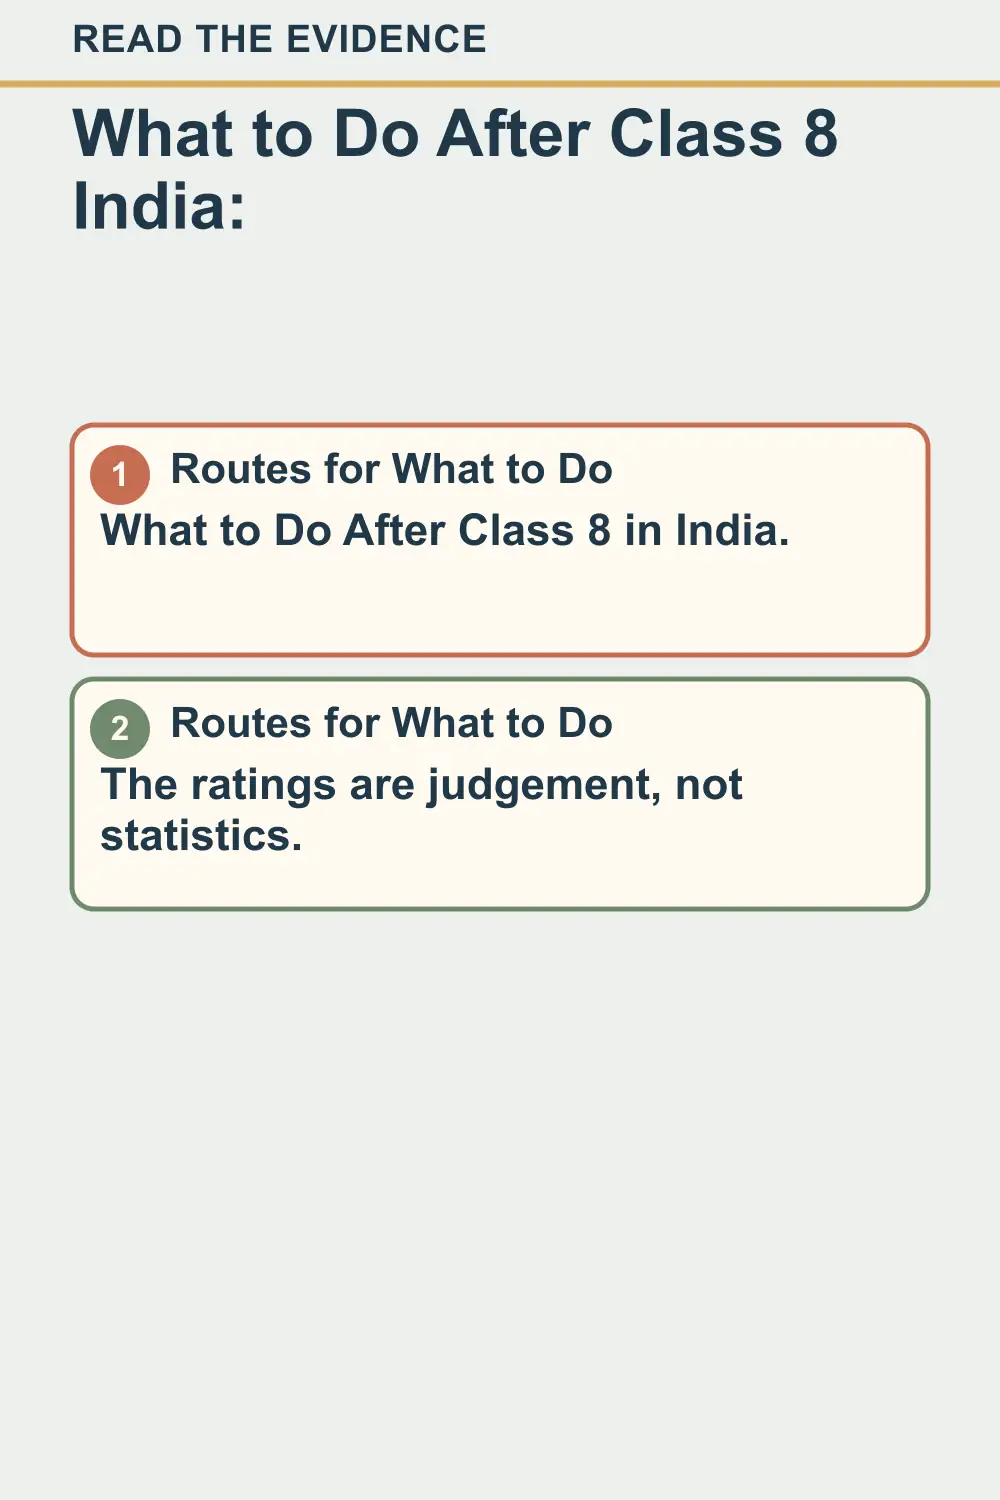 READ THE EVIDENCE
What to Do After Class 8
India:
1
Routes for What to Do
What to Do After Class 8 in India.
2
Routes for What to Do
The ratings are judgement, not
statistics.